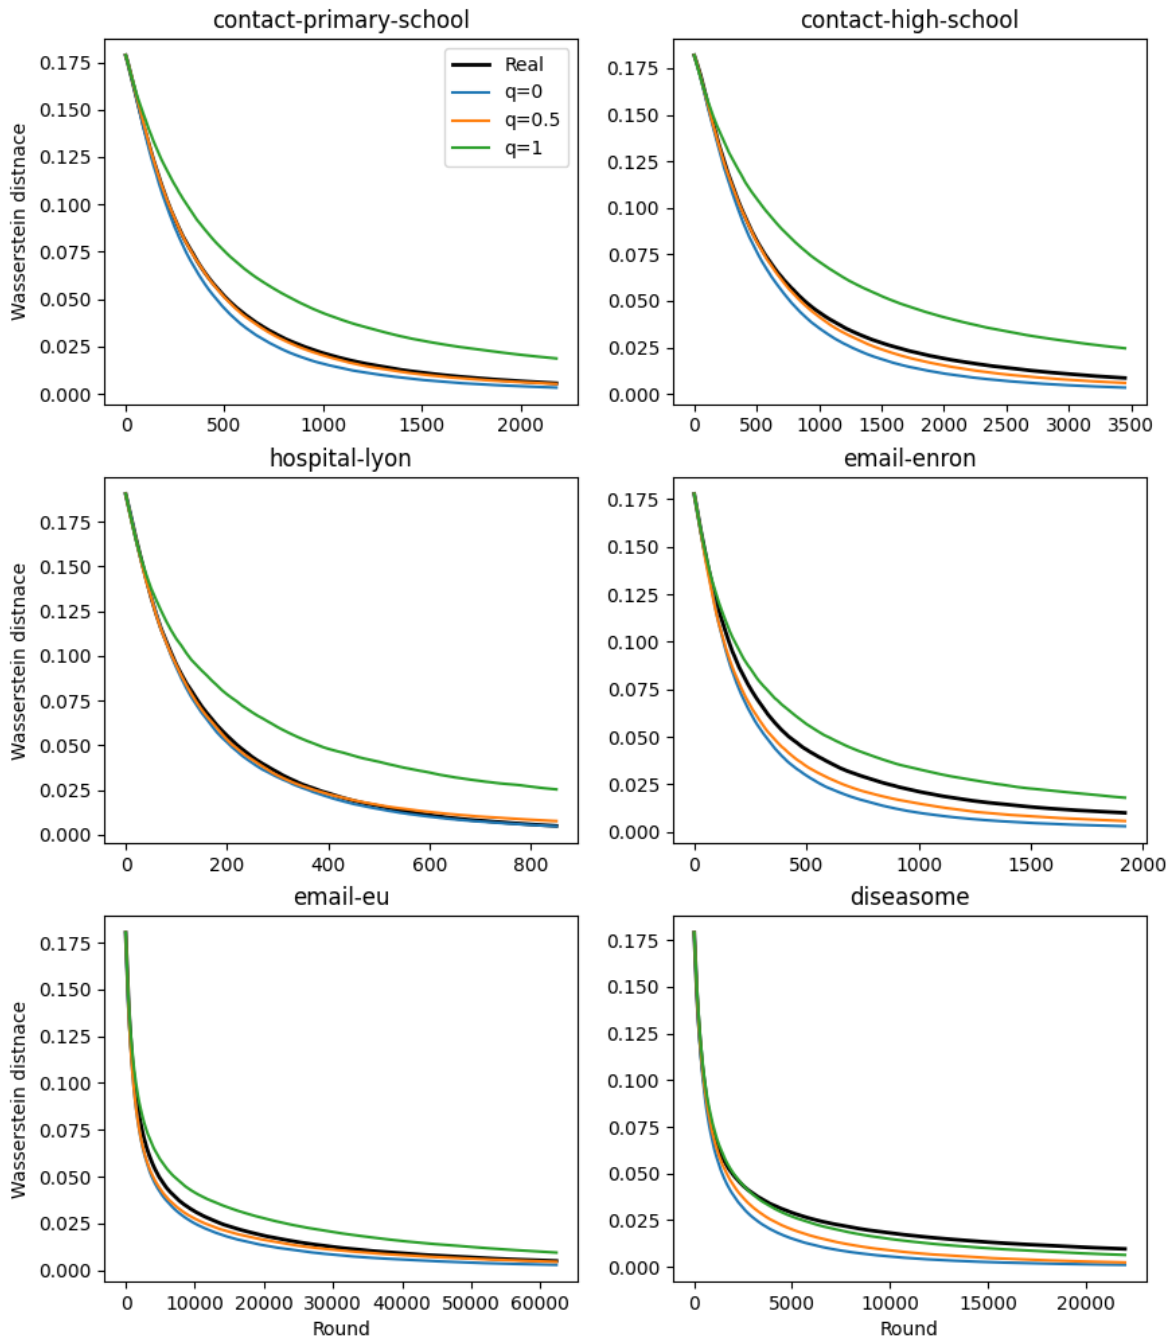 contact-primary-school
contact-high-school
0.175
0.150
0.125
0.100
0.075
0.050
0.025
0.000
Wasserstein distnace
Real
q=0
q=0.5
q=1
0 500 1000 1500 2000
0.175
0.150
0.125
0.100
0.075
0.050
0.025
0.000
0 500 1000 1500 2000 2500 3000 3500
hospital-lyon
email-enron
0.175
0.150
0.125
0.100
0.075
0.050
0.025
0.000
Wasserstein distnace
0 200 400 600 800
0.175
0.150
0.125
0.100
0.075
0.050
0.025
0.000
0 500 1000 1500 2000
email-eu
diseasome
0.175
0.150
0.125
0.100
0.075
0.050
0.025
0.000
Wasserstein distnace
0 10000 20000 30000 40000 50000 60000
Round
0.175
0.150
0.125
0.100
0.075
0.050
0.025
0.000
0 5000 10000 15000 20000
Round